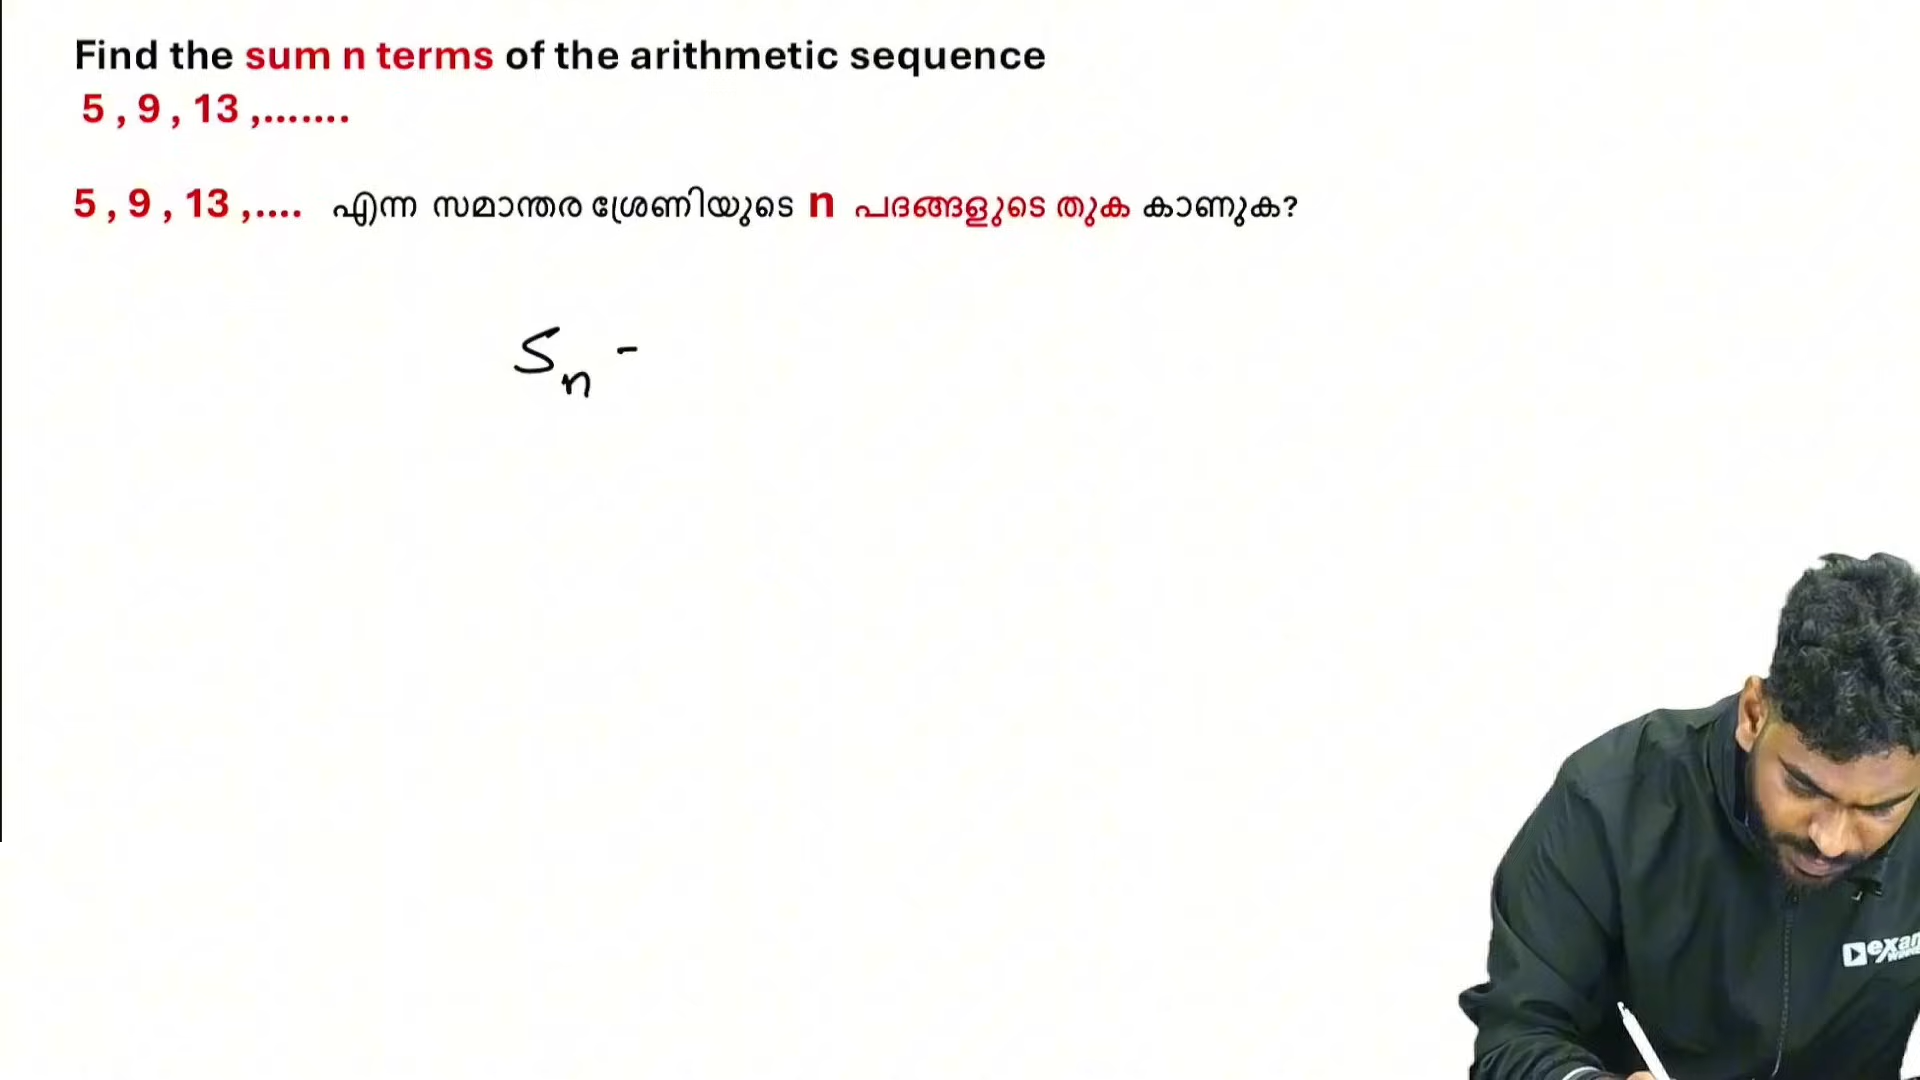 Find the sum n terms of the arithmetic sequence
5 , 9 , 13 ,.......
5 , 9 , 13 ,.... എന്ന സമാന്തര ശ്രേണിയുടെ n പദങ്ങളുടെ തുക കാണുക?
Sn -